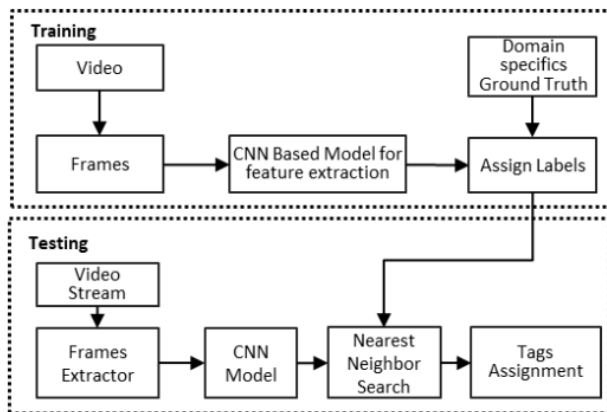 Training
Video
Domain
specifics
Ground Truth
Frames
CNN Based Model for
feature extraction
Assign Labels
Testing
Video
Stream
Frames
Extractor
CNN
Model
Nearest
Neighbor
Search
Tags
Assignment